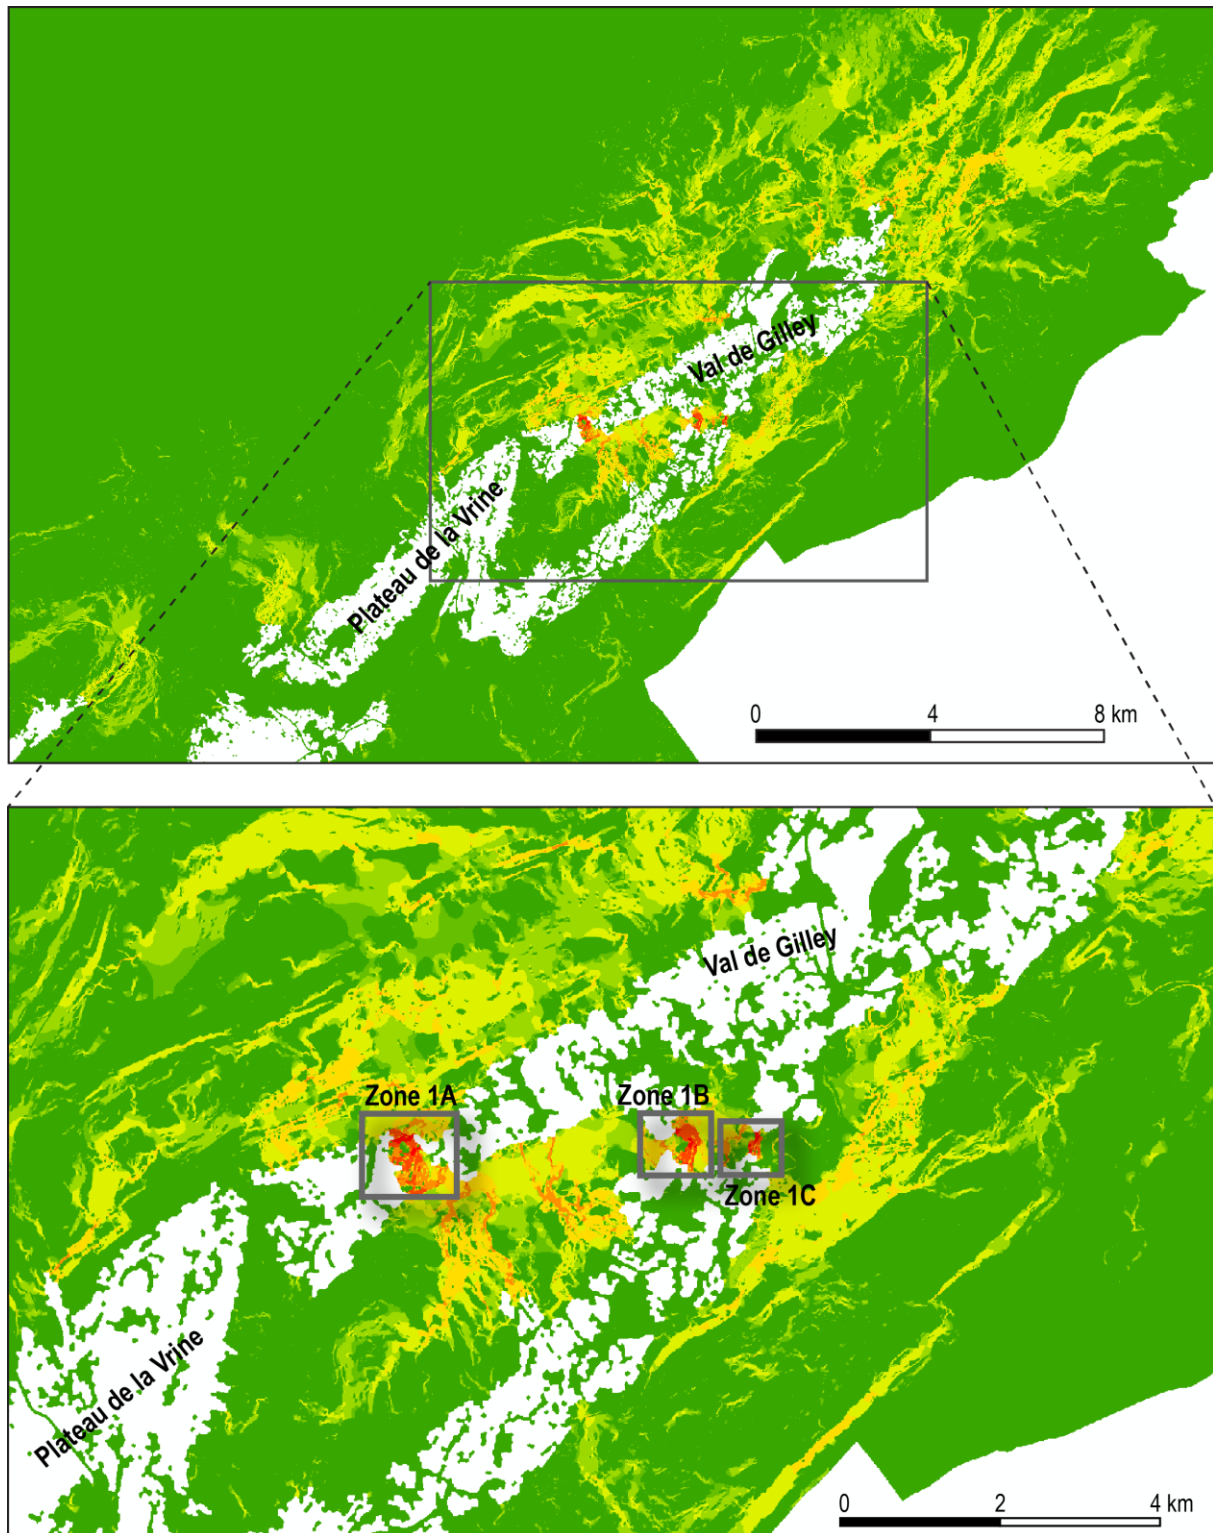 Val de Gilley
Plateau de la Vrine
0 4 8 km
Val de Gilley
Zone 1A
Zone 1B
Zone 1C
Plateau de la Vrine
0 2 4 km